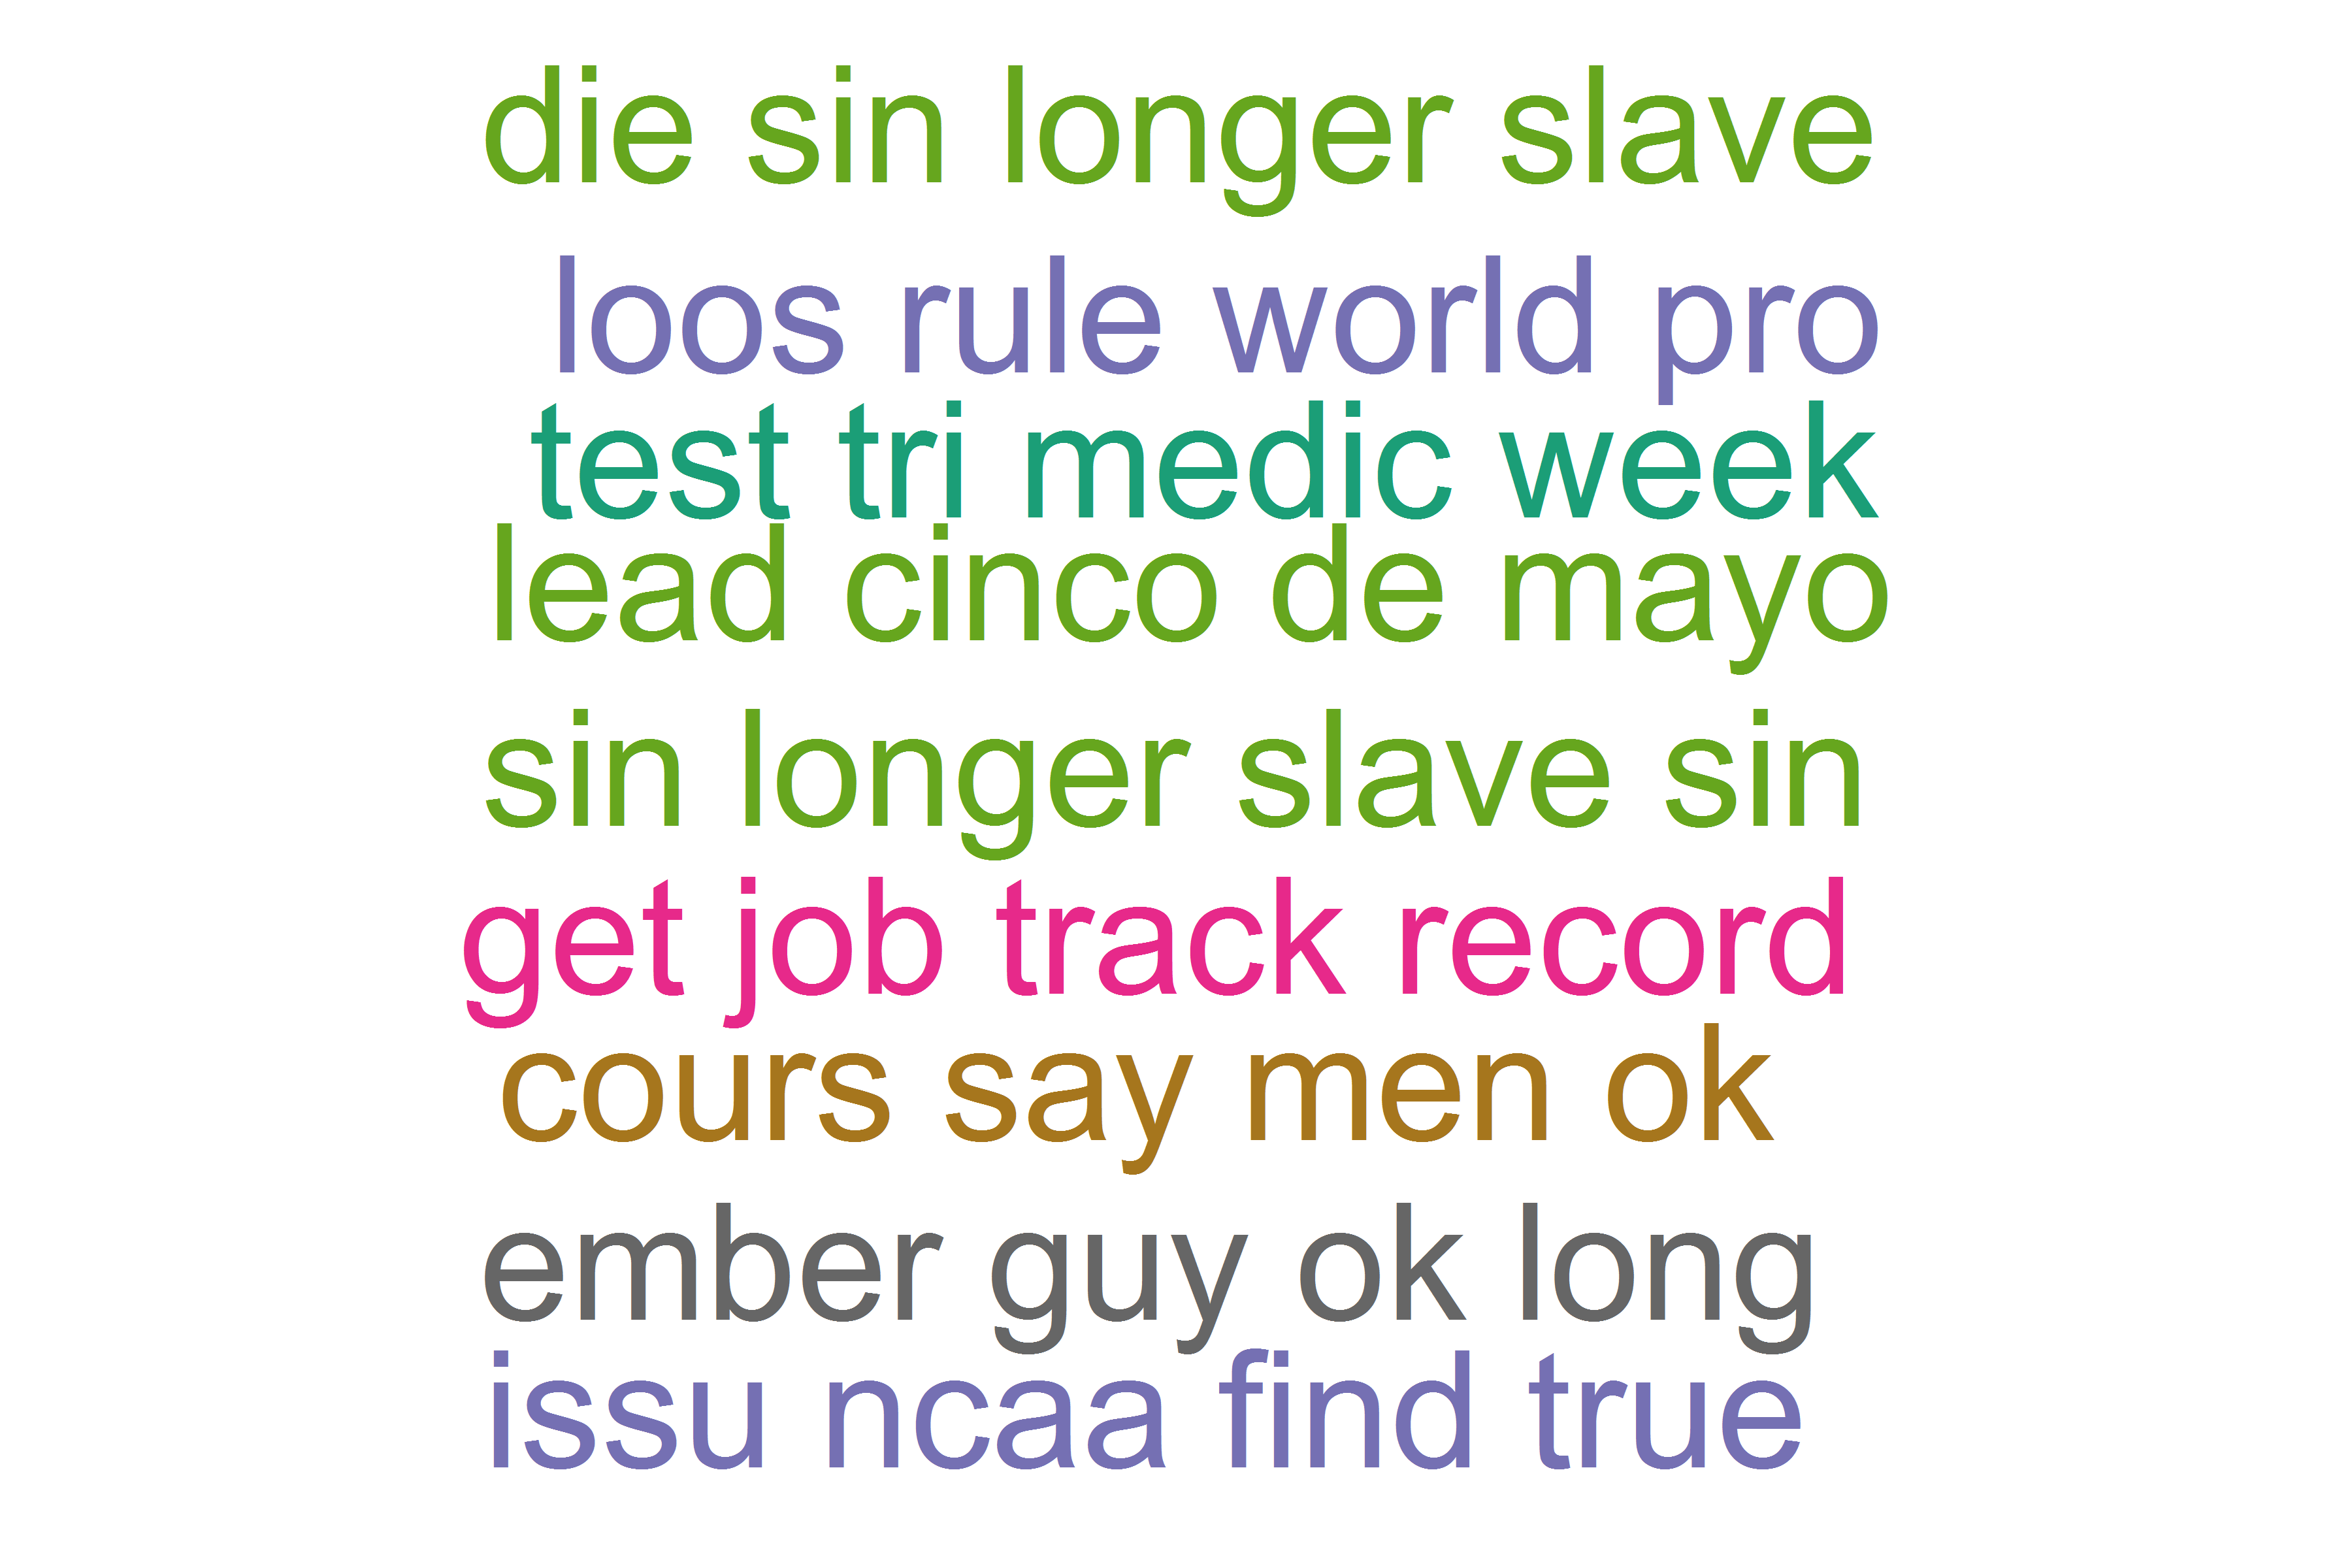 die sin longer slave
loos rule world pro
test tri medic week
lead cinco de mayo
sin longer slave sin
get job track record
cours say men ok
ember guy ok long
issu ncaa find true